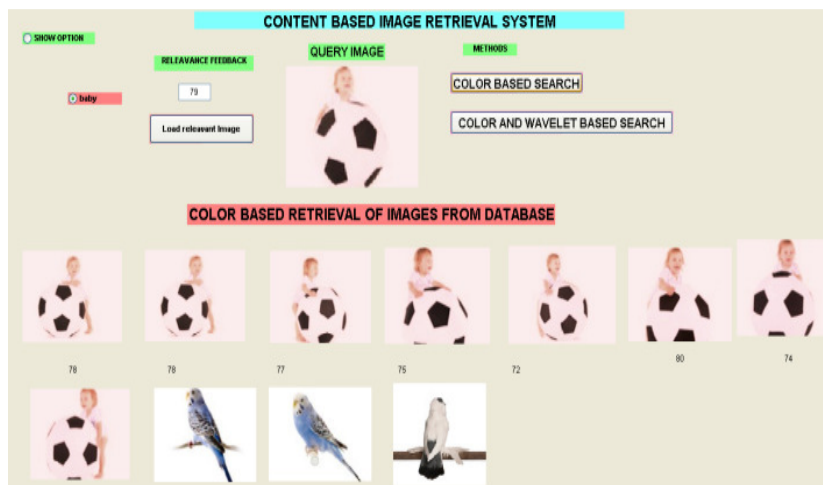 CONTENT BASED IMAGE RETRIEVAL SYSTEM
SHOW OPTION
RELEAVANCE FEEDBACK
QUERY IMAGE
METHODS
baby
79
COLOR BASED SEARCH
Load releavant Image
COLOR AND WAVELET BASED SEARCH
COLOR BASED RETRIEVAL OF IMAGES FROM DATABASE
78
78
77
75
72
80
74